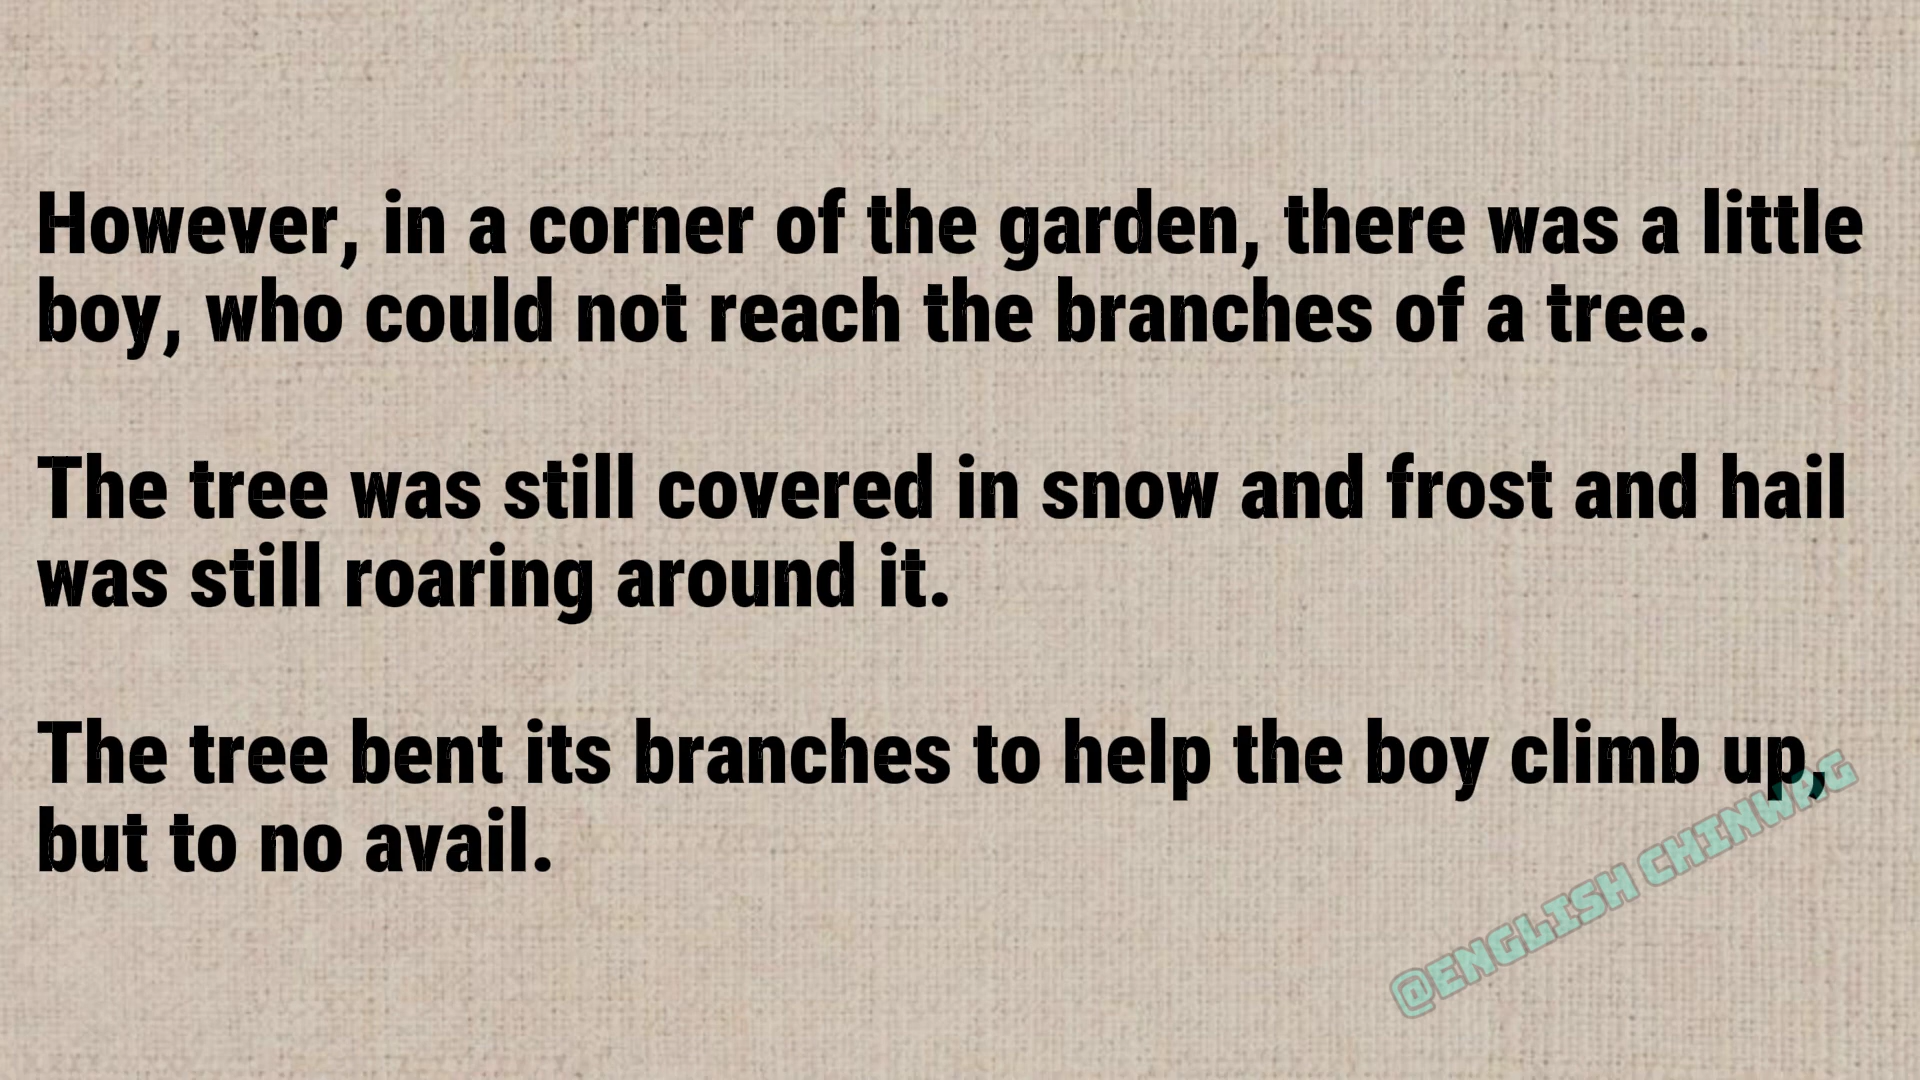 However, in a corner of the garden, there was a little
boy, who could not reach the branches of a tree.
The tree was still covered in snow and frost and hail
was still roaring around it.
The tree bent its branches to help the boy climb up,
but to no avail.
@ENGLISH CHINWAG